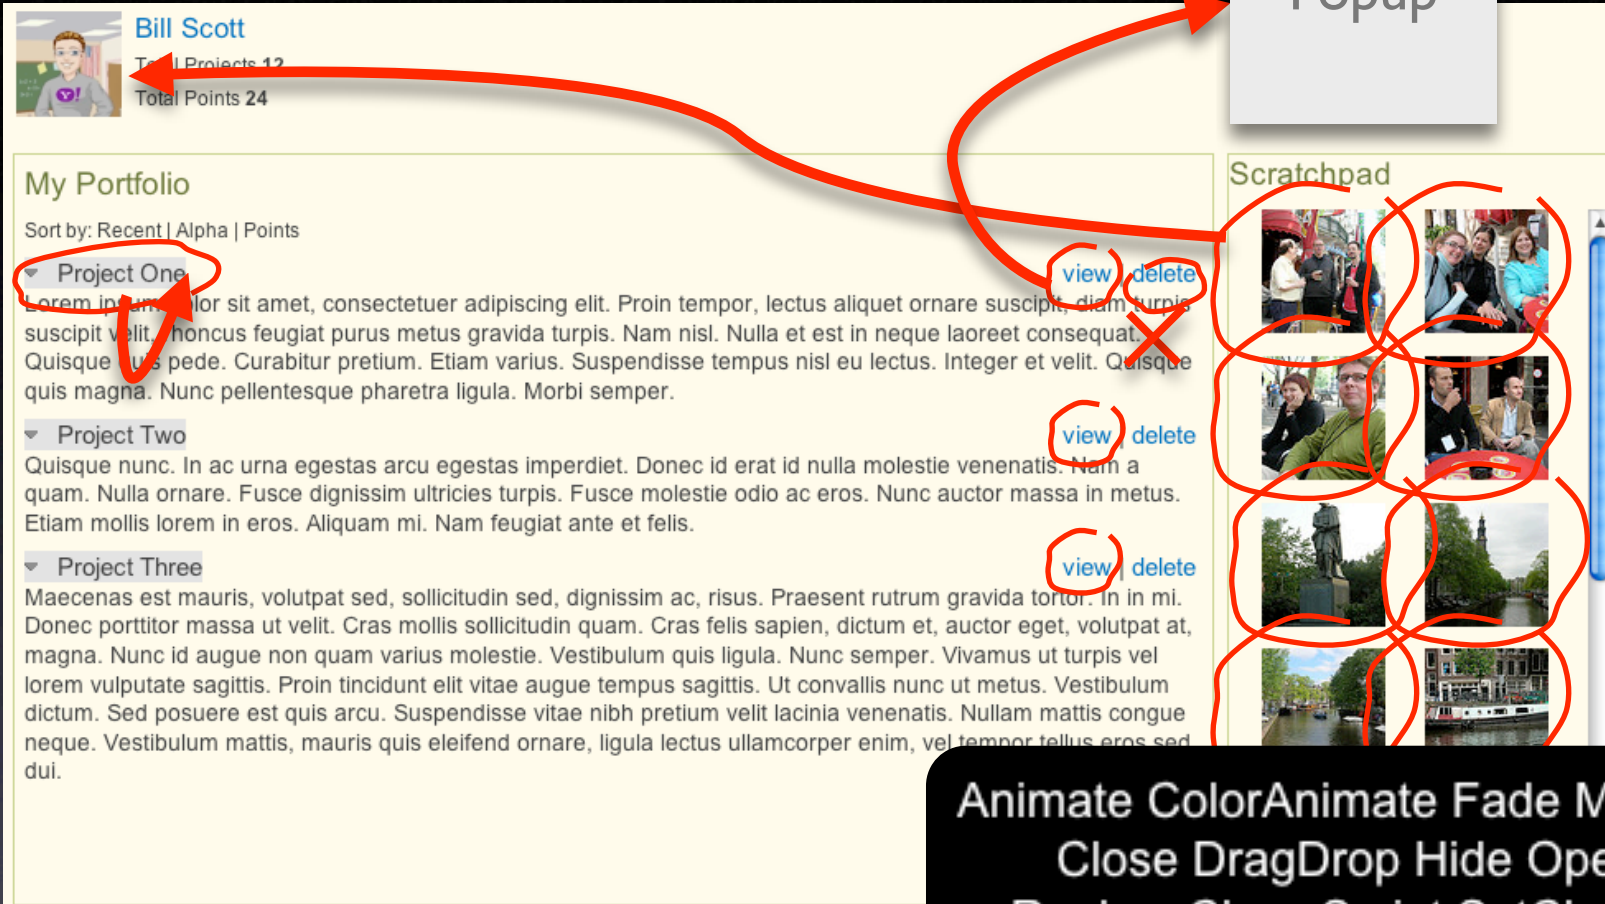 Popup
Bill Scott
Total Projects 12
Total Points 24
My Portfolio
Scratchpad
Sort by: Recent | Alpha | Points
Project One view | delete
Lorem ipsum dolor sit amet, consectetuer adipiscing elit. Proin tempor, lectus aliquet ornare suscipit, diam turpis
suscipit velit, rhoncus feugiat purus metus gravida turpis. Nam nisl. Nulla et est in neque laoreet consequat.
Quisque quis pede. Curabitur pretium. Etiam varius. Suspendisse tempus nisl eu lectus. Integer et velit. Quisque
quis magna. Nunc pellentesque pharetra ligula. Morbi semper.
Project Two view | delete
Quisque nunc. In ac urna egestas arcu egestas imperdiet. Donec id erat id nulla molestie venenatis. Nam a
quam. Nulla ornare. Fusce dignissim ultricies turpis. Fusce molestie odio ac eros. Nunc auctor massa in metus.
Etiam mollis lorem in eros. Aliquam mi. Nam feugiat ante et felis.
Project Three view | delete
Maecenas est mauris, volutpat sed, sollicitudin sed, dignissim ac, risus. Praesent rutrum gravida tortor. In in mi.
Donec porttitor massa ut velit. Cras mollis sollicitudin quam. Cras felis sapien, dictum et, auctor eget, volutpat at,
magna. Nunc id augue non quam varius molestie. Vestibulum quis ligula. Nunc semper. Vivamus ut turpis vel
lorem vulputate sagittis. Proin tincidunt elit vitae augue tempus sagittis. Ut convallis nunc ut metus. Vestibulum
dictum. Sed posuere est quis arcu. Suspendisse vitae nibh pretium velit lacinia venenatis. Nullam mattis congue
neque. Vestibulum mattis, mauris quis eleifend ornare, ligula lectus ullamcorper enim, vel tempor tellus eros sed
dui.
Animate ColorAnimate Fade M
Close DragDrop Hide Ope